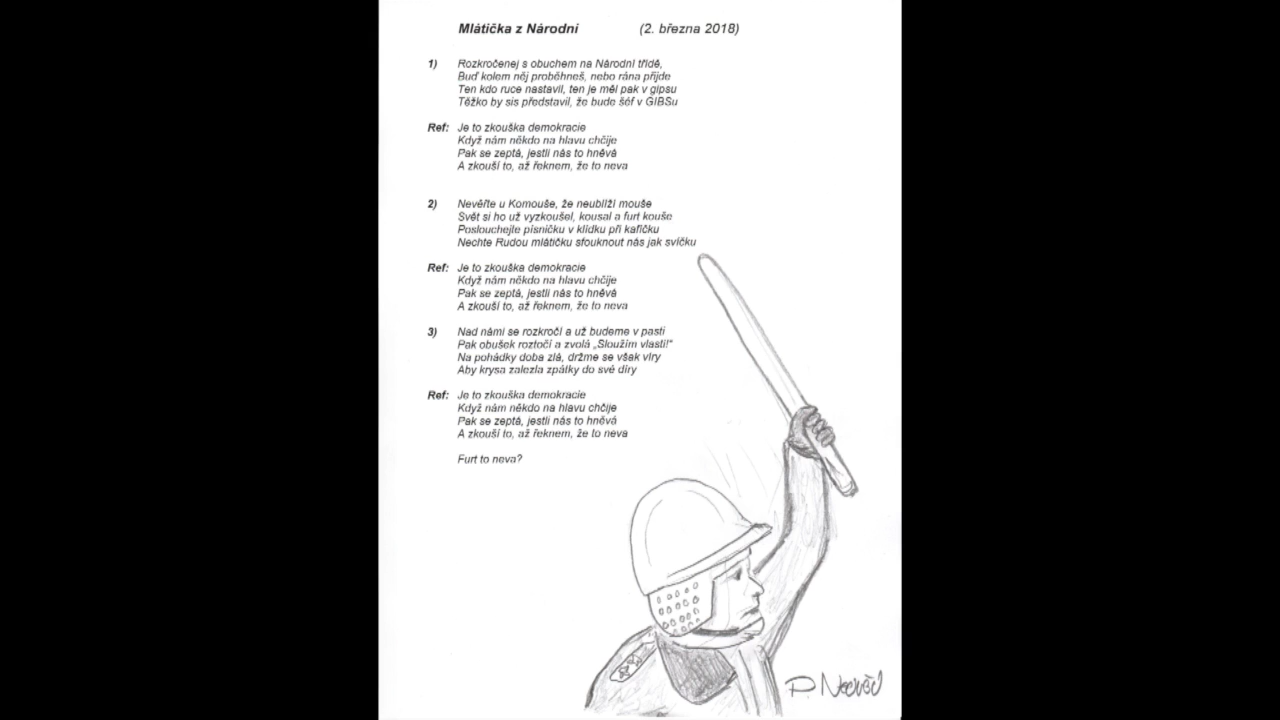 Mlátička z Národní (2. března 2018)
1) Rozkročenej s obuchem na Národní třídě,
Buď kolem něj proběhneš, nebo rána přijde
Ten kdo ruce nastavil, ten je měl pak v gipsu
Těžko by sis představil, že bude šéf v GIBSu
Ref: Je to zkouška demokracie
Když nám někdo na hlavu chčije
Pak se zeptá, jestli nás to hněvá
A zkouší to, až řeknem, že to neva
2) Nevěřte u Komouše, že neublíží mouše
Svět si ho už vyzkoušel, kousal a furt kouše
Poslouchejte písničku v klídku při kafíčku
Nechte Rudou mlátičku sfouknout nás jak svíčku
Ref: Je to zkouška demokracie
Když nám někdo na hlavu chčije
Pak se zeptá, jestli nás to hněvá
A zkouší to, až řeknem, že to neva
3) Nad námi se rozkročí a už budeme v pasti
Pak obušek roztočí a zvolá „Sloužím vlasti!“
Na pohádky doba zlá, držme se však víry
Aby krysa zalezla zpátky do své díry
Ref: Je to zkouška demokracie
Když nám někdo na hlavu chčije
Pak se zeptá, jestli nás to hněvá
A zkouší to, až řeknem, že to neva
Furt to neva?
P.